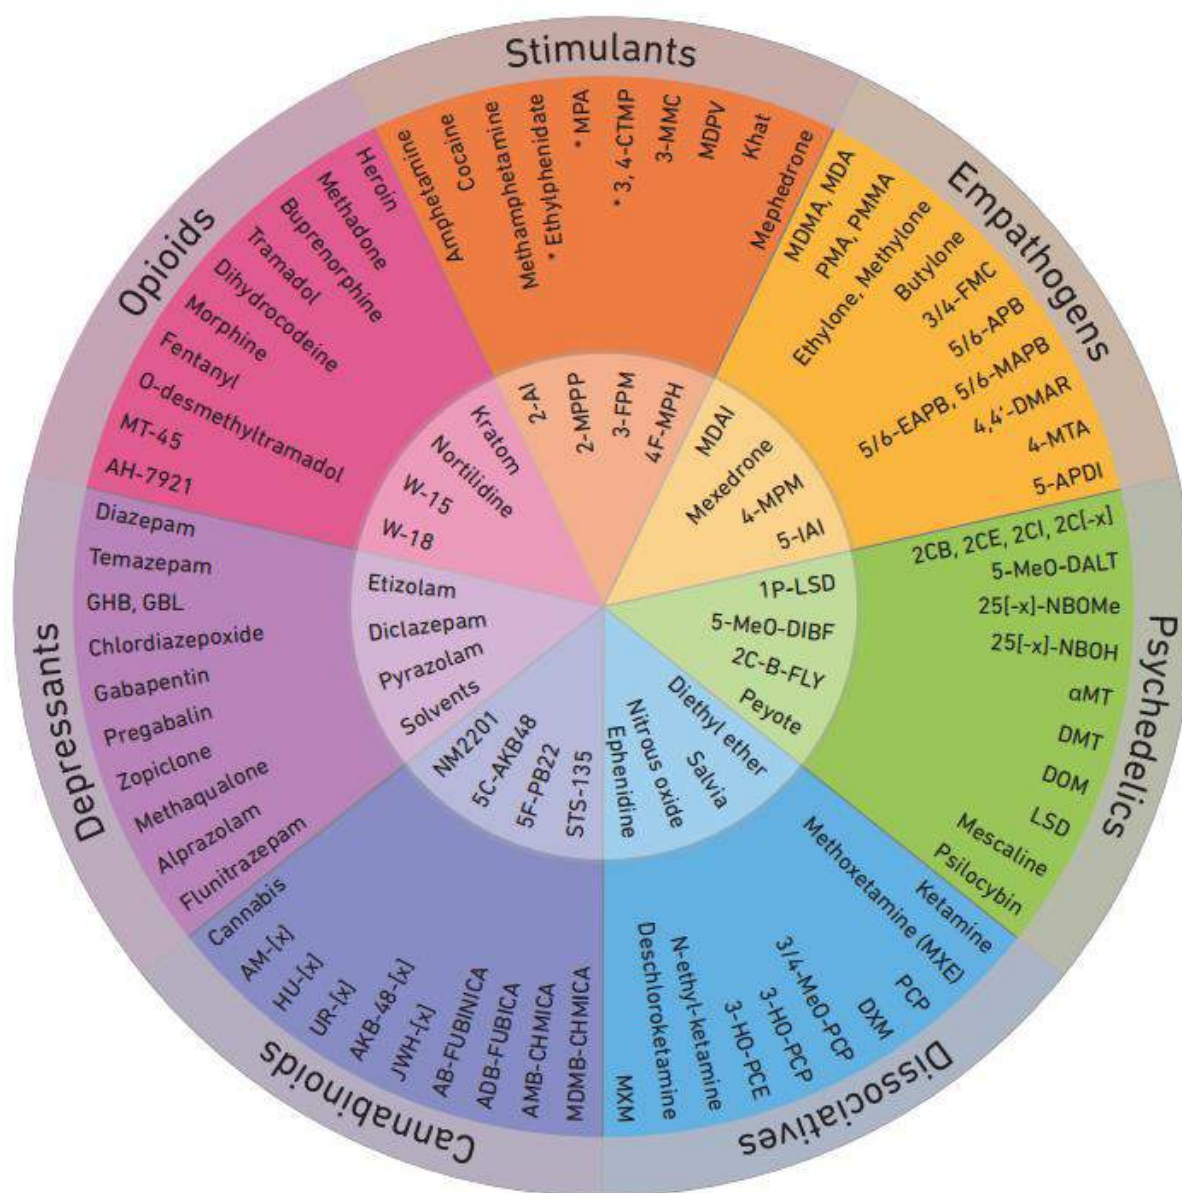 Stimulants
Amphetamine
Cocaine
Methamphetamine
* Ethylphenidate
* MPA
* 3, 4-CTMP
3-MMC
MDPV
Khat
Mephedrone
2-AI
2-MPPP
3-FPM
4F-MPH
Empathogens
MDMA, MDA
PMA, PMMA
Ethylone, Methylone
Butylone
3/4-FMC
5/6-APB
5/6-EAPB, 5/6-MAPB
4,4'-DMAR
4-MTA
5-APDI
MDAI
Mexedrone
4-MPM
5-IAI
Psychedelics
2CB, 2CE, 2CI, 2C[-x]
5-MeO-DALT
25[-x]-NBOMe
25[-x]-NBOH
αMT
DMT
DOM
LSD
Mescaline
Psilocybin
1P-LSD
5-MeO-DIBF
2C-B-FLY
Peyote
Dissociatives
Ketamine
Methoxetamine (MXE)
PCP
DXM
3/4-MeO-PCP
3-HO-PCP
3-HO-PCE
N-ethyl-ketamine
Deschloroketamine
MXM
Diethyl ether
Salvia
Nitrous oxide
Ephenidine
Cannabinoids
Cannabis
AM-[x]
HU-[x]
UR-[x]
AKB-48-[x]
JWH-[x]
AB-FUBINICA
ADB-FUBICA
AMB-CHMICA
MDMB-CHMICA
NM2201
5C-AKB48
5F-PB22
STS-135
Depressants
Diazepam
Temazepam
GHB, GBL
Chlordiazepoxide
Gabapentin
Pregabalin
Zopiclone
Methaqualone
Alprazolam
Flunitrazepam
Etizolam
Diclazepam
Pyrazolam
Solvents
Opioids
Heroin
Methadone
Buprenorphine
Tramadol
Dihydrocodeine
Morphine
Fentanyl
O-desmethyltramadol
MT-45
AH-7921
Kratom
Nortilidine
W-15
W-18